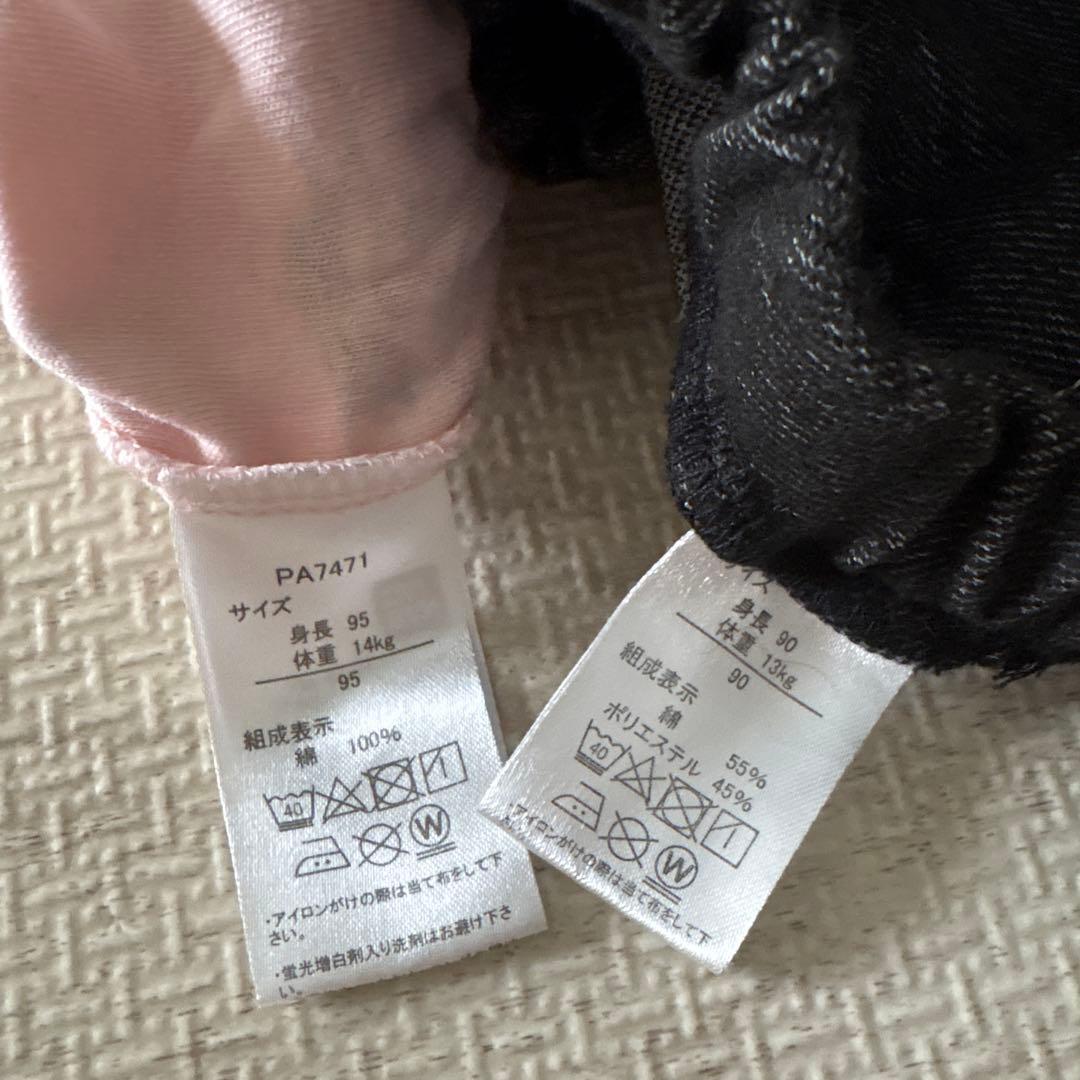 PA7471
サイズ
身長 95
体重 14kg
95
組成表示
綿 100%
40
W
・アイロンがけの際は当て布をして下
さい。
・蛍光増白剤入り洗剤はお避け下さ
い。
イズ
身長 90
体重 13kg
90
組成表示
綿 55%
ポリエステル 45%
40
W
・アイロンがけの際は当て布をして下